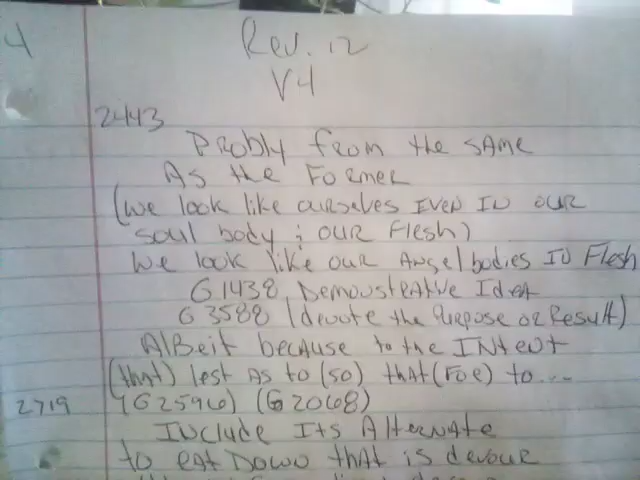 4
Rev. 12
V4
2443
Probly from the same
As the Former
(we look like ourselves EVEN IN OUR
soul body ; OUR Flesh)
We look like our Angel bodies IN Flesh
G1438 Demonstrative Idea
G3588 (denote the Purpose or Result)
AlBeit because to the INtent
(that) lest As to (so) that (For) to...
2719 (G2596) (G2068)
Include Its Alternate
to eat Down that is devour